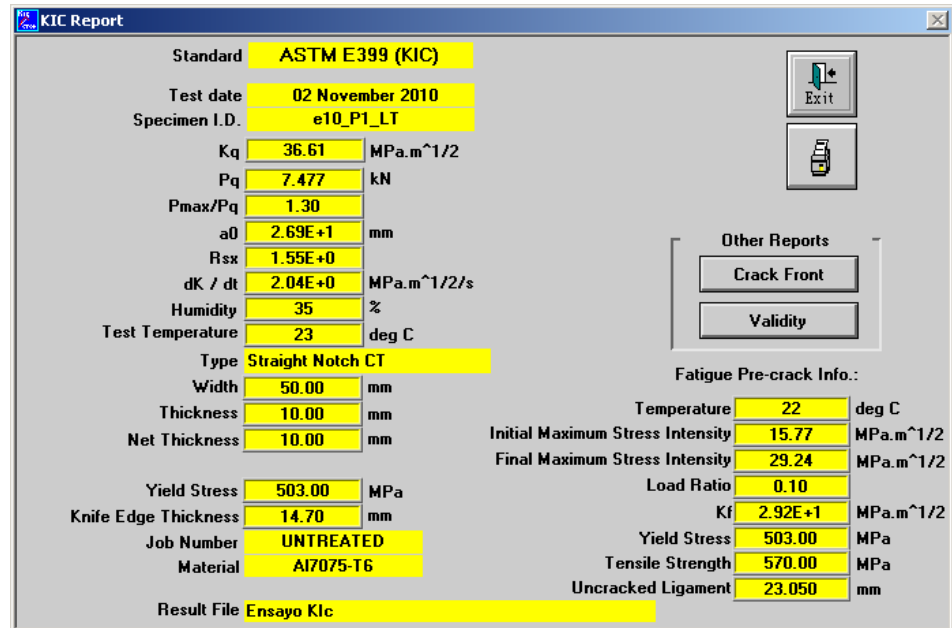 KIC Report
Standard ASTM E399 (KIC)
Test date 02 November 2010
Specimen I.D. e10_P1_LT
Kq 36.61 MPa.m^1/2
Pq 7.477 kN
Pmax/Pq 1.30
a0 2.69E+1 mm
Rsx 1.55E+0
dK / dt 2.04E+0 MPa.m^1/2/s
Humidity 35 %
Test Temperature 23 deg C
Type Straight Notch CT
Width 50.00 mm
Thickness 10.00 mm
Net Thickness 10.00 mm
Yield Stress 503.00 MPa
Knife Edge Thickness 14.70 mm
Job Number UNTREATED
Material Al7075-T6
Result File Ensayo KIc
Exit
Other Reports
Crack Front
Validity
Fatigue Pre-crack Info.:
Temperature 22 deg C
Initial Maximum Stress Intensity 15.77 MPa.m^1/2
Final Maximum Stress Intensity 29.24 MPa.m^1/2
Load Ratio 0.10
Kf 2.92E+1 MPa.m^1/2
Yield Stress 503.00 MPa
Tensile Strength 570.00 MPa
Uncracked Ligament 23.050 mm